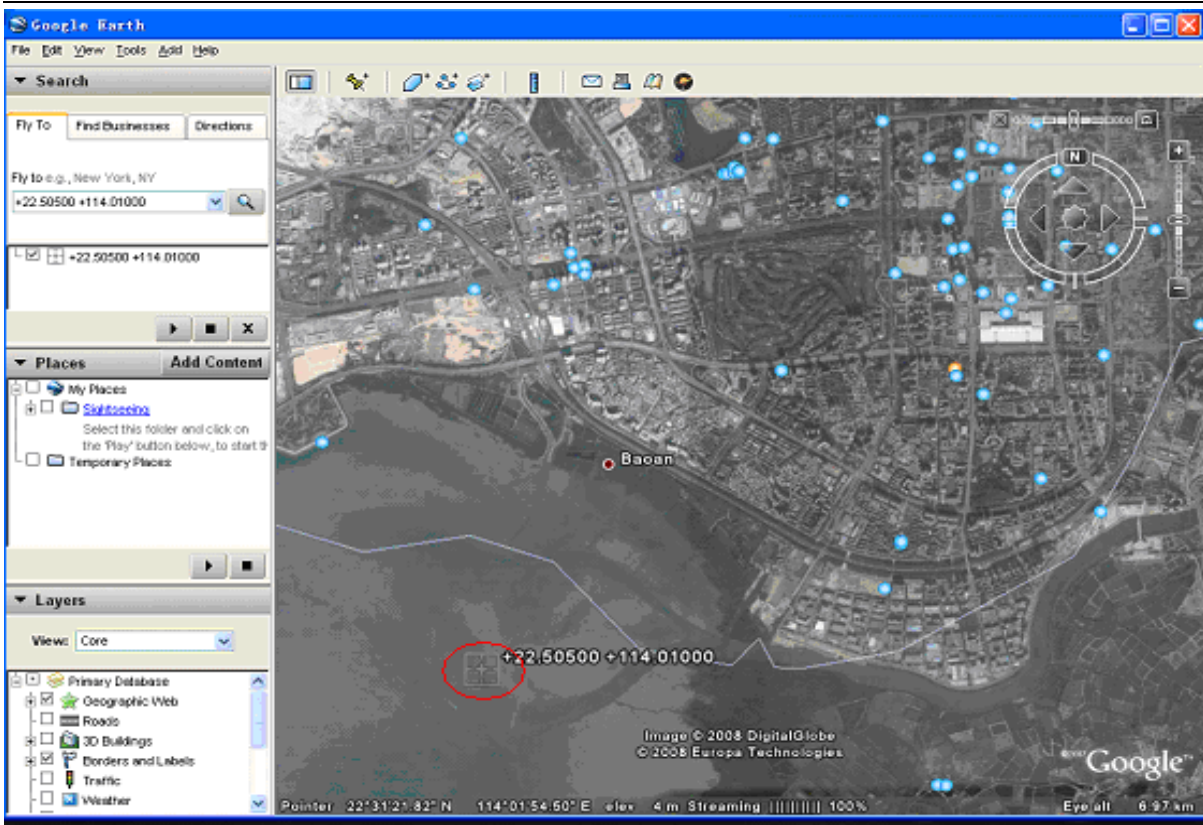 Google Earth
File Edit View Tools Add Help
Search
Fly To Find Businesses Directions
Fly to e.g., New York, NY
+22.50500 +114.01000
+22.50500 +114.01000
Places Add Content
My Places
Sightseeing
Select this folder and click on
the 'Play' button below, to start th
Temporary Places
Layers
View: Core
Primary Database
Geographic Web
Roads
3D Buildings
Borders and Labels
Traffic
Weather
N
Baoan
+22.50500 +114.01000
Image © 2008 DigitalGlobe
© 2008 Europa Technologies
Google
Pointer 22°31'21.82" N 114°01'54.50" E elev 4 m Streaming |||||||||| 100% Eye alt 6.97 km